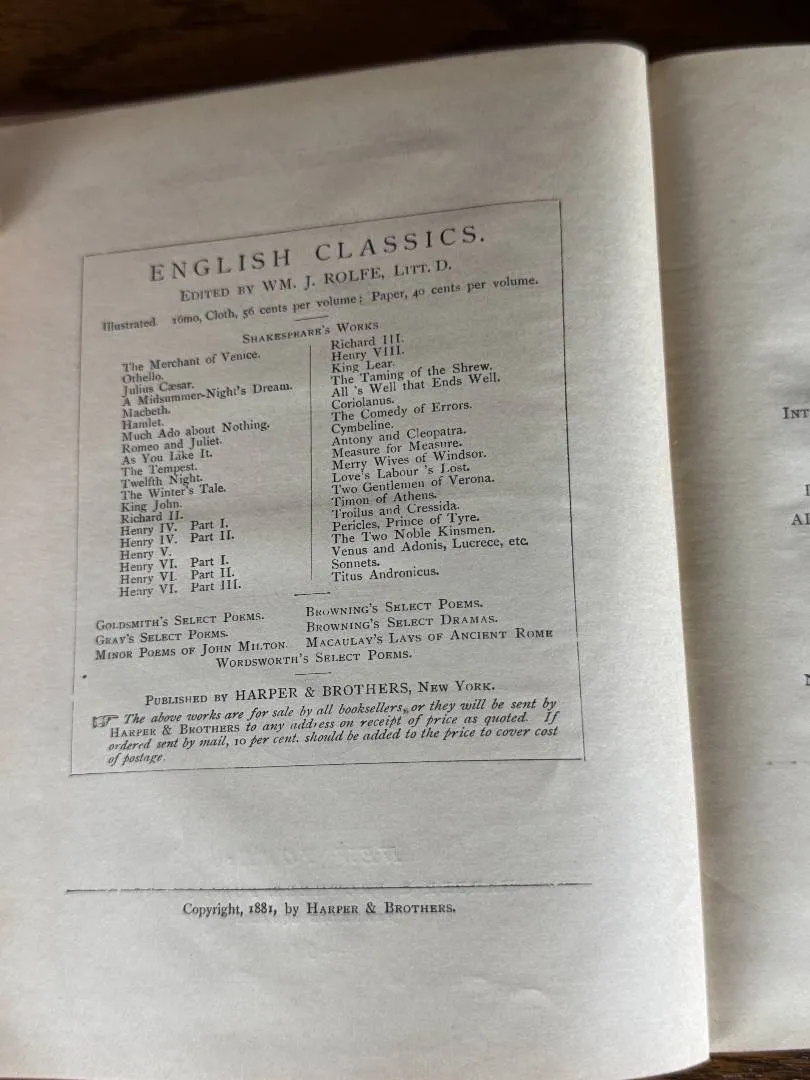 ENGLISH CLASSICS.
EDITED BY WM. J. ROLFE, LITT. D.
Illustrated. 16mo, Cloth, 56 cents per volume; Paper, 40 cents per volume.
SHAKESPEARE'S WORKS
The Merchant of Venice.
Othello.
Julius Cæsar.
A Midsummer-Night's Dream.
Macbeth.
Hamlet.
Much Ado about Nothing.
Romeo and Juliet.
As You Like It.
The Tempest.
Twelfth Night.
The Winter's Tale.
King John.
Richard II.
Henry IV. Part I.
Henry IV. Part II.
Henry V.
Henry VI. Part I.
Henry VI. Part II.
Henry VI. Part III.
Richard III.
Henry VIII.
King Lear.
The Taming of the Shrew.
All 's Well that Ends Well.
Coriolanus.
The Comedy of Errors.
Cymbeline.
Antony and Cleopatra.
Measure for Measure.
Merry Wives of Windsor.
Love's Labour 's Lost.
Two Gentlemen of Verona.
Timon of Athens.
Troilus and Cressida.
Pericles, Prince of Tyre.
The Two Noble Kinsmen.
Venus and Adonis, Lucrece, etc.
Sonnets.
Titus Andronicus.
GOLDSMITH'S SELECT POEMS.
GRAY'S SELECT POEMS.
MINOR POEMS OF JOHN MILTON.
BROWNING'S SELECT POEMS.
BROWNING'S SELECT DRAMAS.
MACAULAY'S LAYS OF ANCIENT ROME
WORDSWORTH'S SELECT POEMS.
PUBLISHED BY HARPER & BROTHERS, NEW YORK.
☞ The above works are for sale by all booksellers, or they will be sent by
HARPER & BROTHERS to any address on receipt of price as quoted. If
ordered sent by mail, 10 per cent. should be added to the price to cover cost
of postage.
Copyright, 1881, by HARPER & BROTHERS.
INT